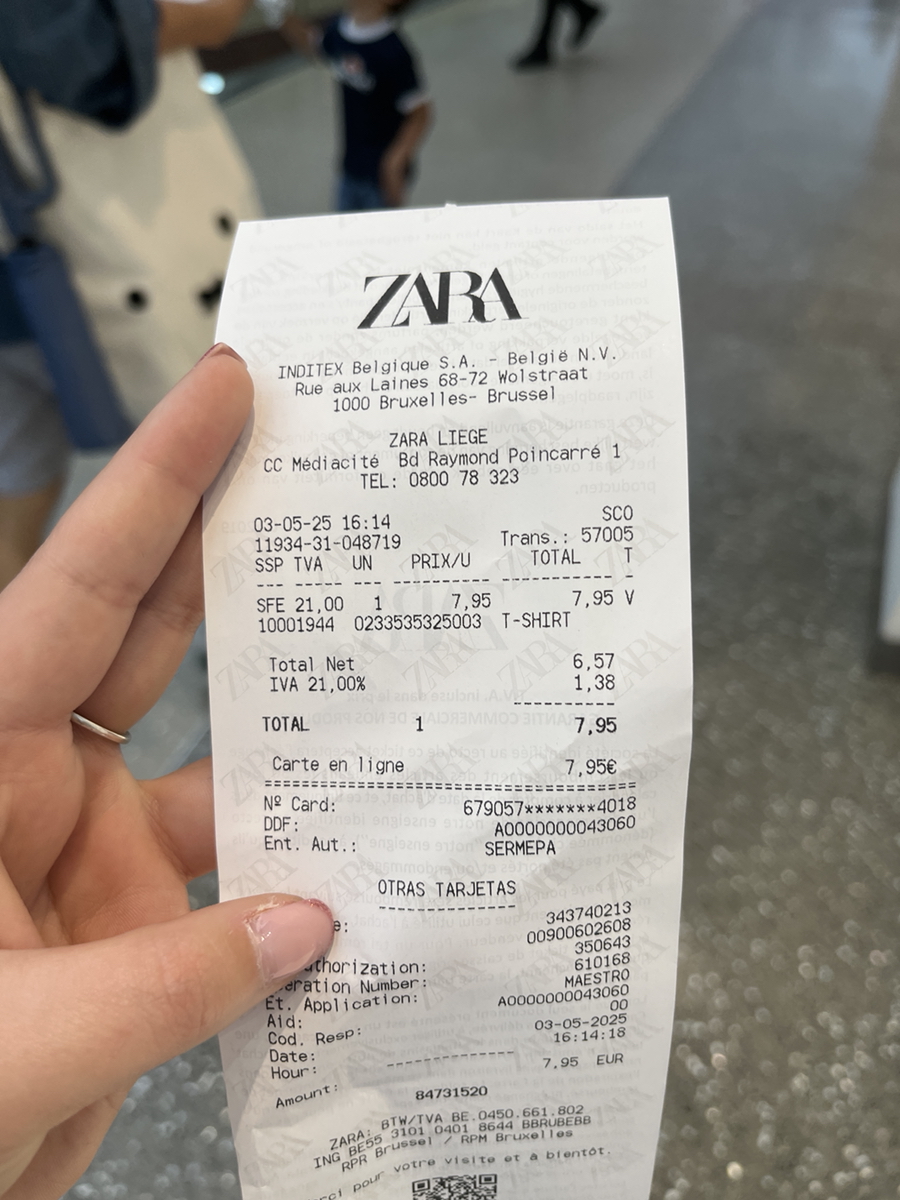 ZARA
INDITEX Belgique S.A. - België N.V.
Rue aux Laines 68-72 Wolstraat
1000 Bruxelles- Brussel
ZARA LIEGE
CC Médiacité Bd Raymond Poincarré 1
TEL: 0800 78 323
03-05-25 16:14 SCO
11934-31-048719 Trans.: 57005
SSP TVA UN PRIX/U TOTAL T
SFE 21,00 1 7,95 7,95 V
10001944 0233535325003 T-SHIRT
Total Net 6,57
IVA 21,00% 1,38
TOTAL 1 7,95
Carte en ligne 7,95€
Nº Card: 679057*******4018
DDF: A0000000043060
Ent. Aut.: SERMEPA
OTRAS TARJETAS
343740213
00900602608
thorization: 350643
eration Number: 610168
Et. Application: MAESTRO
Aid: A0000000043060
Cod. Resp: 00
Date: 03-05-2025
Hour: 16:14:18
Amount: 7,95 EUR
84731520
ZARA: BTW/TVA BE.0450.661.802
ING BE55 3101 0401 8644 BBRUBEBB
RPR Brussel / RPM Bruxelles
rci pour votre visite et à bientôt.